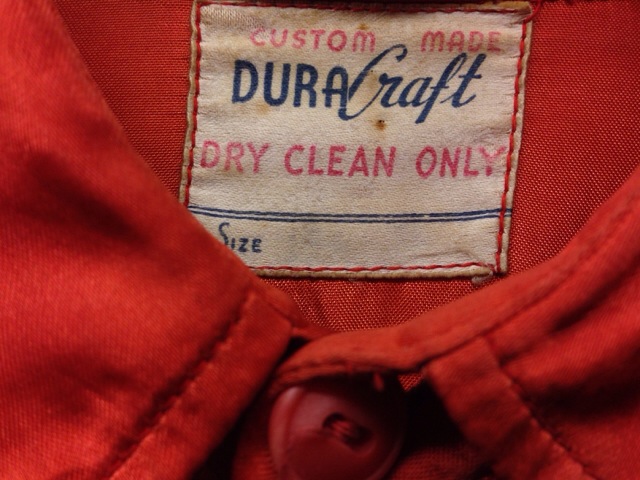 CUSTOM MADE
DURACraft
DRY CLEAN ONLY
SIZE